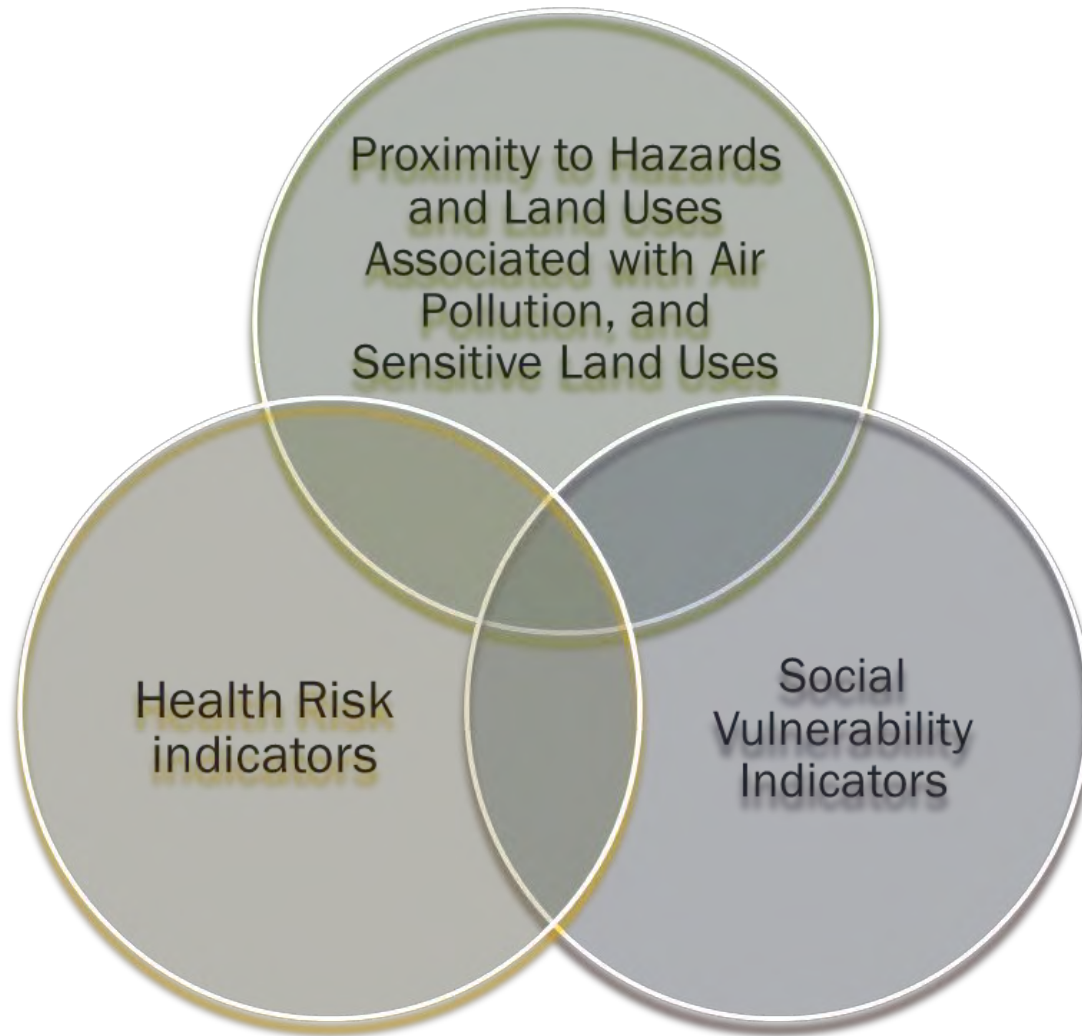 Proximity to Hazards
and Land Uses
Associated with Air
Pollution, and
Sensitive Land Uses
Health Risk
indicators
Social
Vulnerability
Indicators